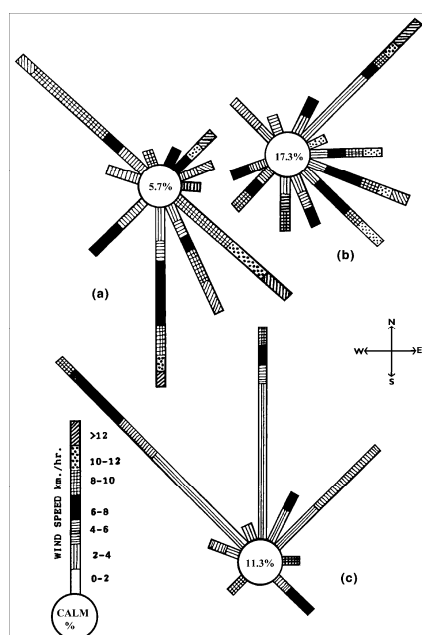 5.7%
17.3%
(a)
(b)
N
W E
S
WIND SPEED km./hr.
>12
10-12
8-10
6-8
4-6
2-4
0-2
11.3%
(c)
CALM
%